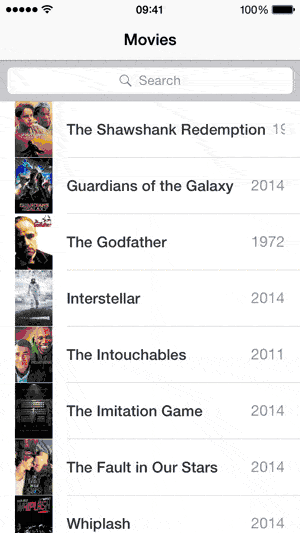 09:41 100%
Movies
Search
The Shawshank Redemption 19
Guardians of the Galaxy 2014
The Godfather 1972
Interstellar 2014
The Intouchables 2011
The Imitation Game 2014
The Fault in Our Stars 2014
Whiplash 2014